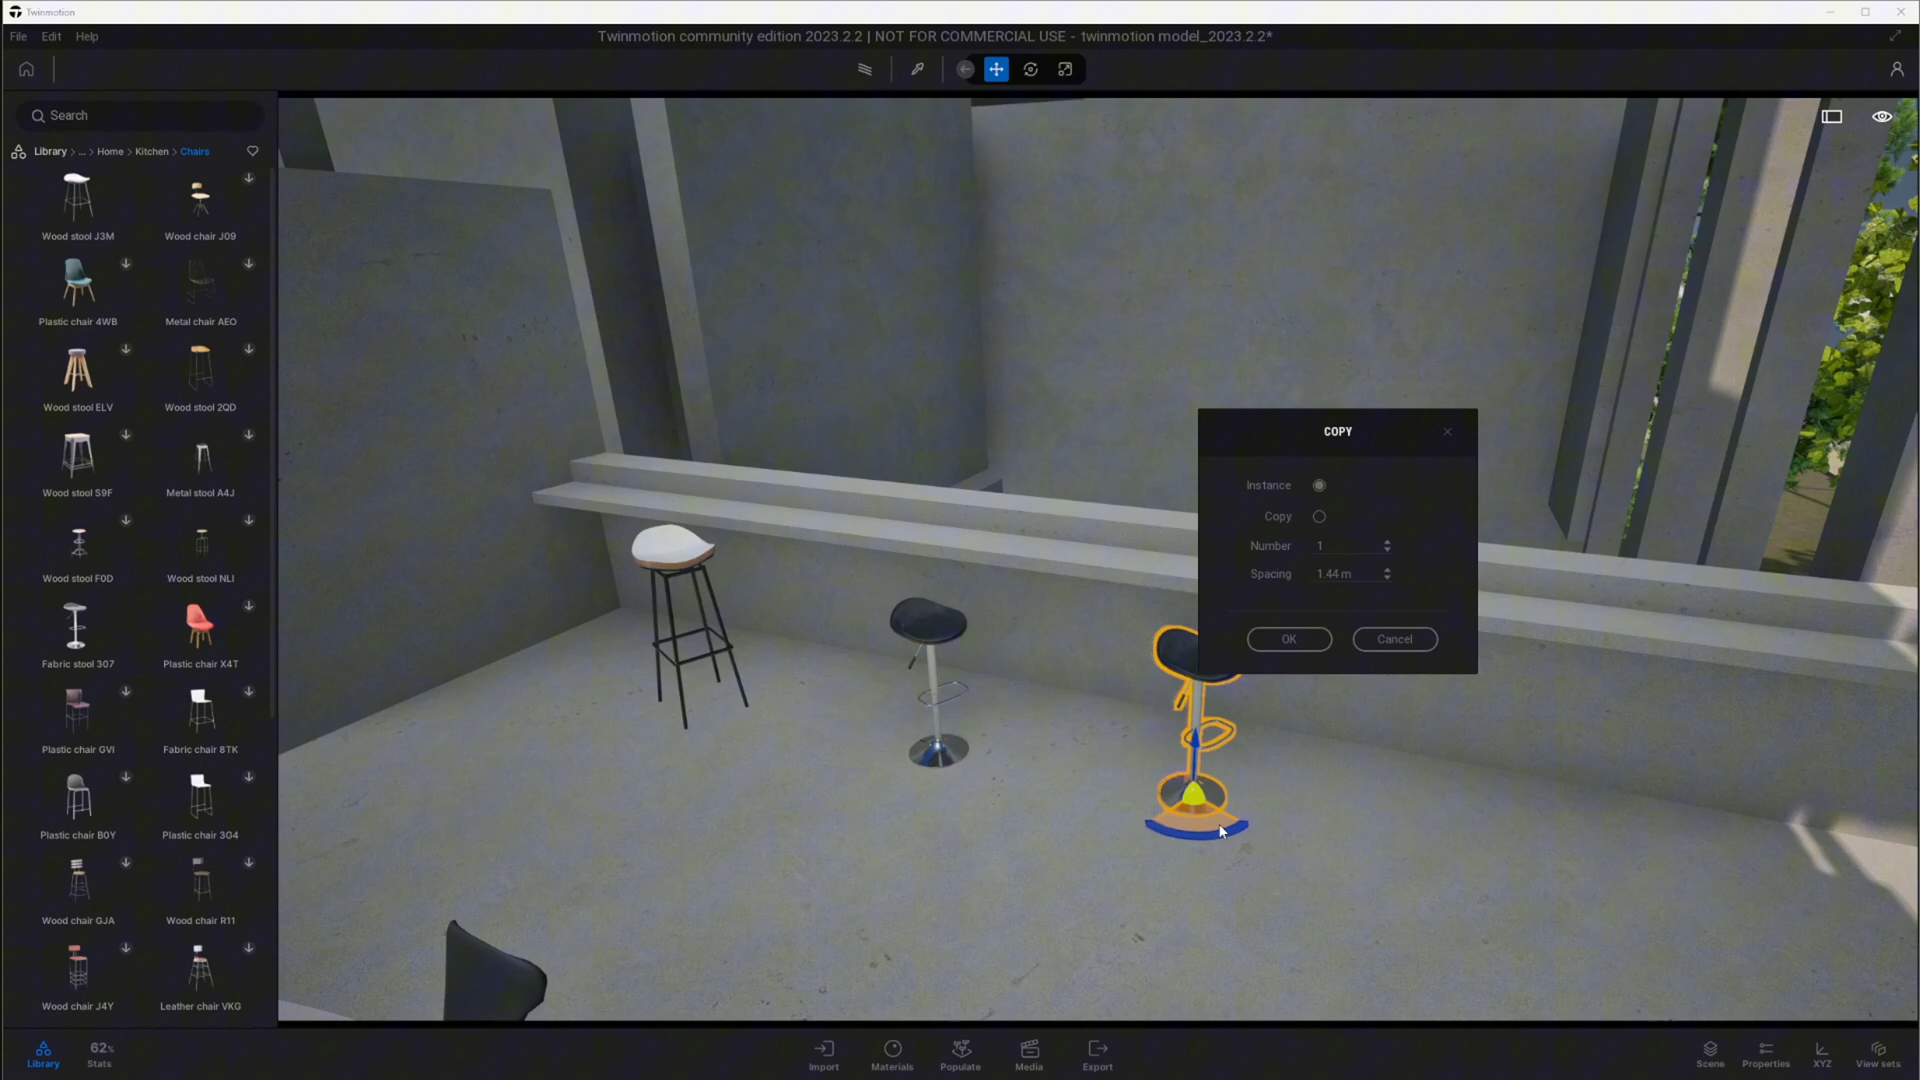 Twinmotion
File Edit Help
Twinmotion community edition 2023.2.2 | NOT FOR COMMERCIAL USE - twinmotion model_2023.2.2*
Search
Library > ... > Home > Kitchen > Chairs
Wood stool J3M
Wood chair J09
Plastic chair 4WB
Metal chair AEO
Wood stool ELV
Wood stool 2QD
Wood stool S9F
Metal stool A4J
Wood stool F0D
Wood stool NLI
Fabric stool 307
Plastic chair X4T
Plastic chair GVI
Fabric chair 8TK
Plastic chair B0Y
Plastic chair 3G4
Wood chair GJA
Wood chair R11
Wood chair J4Y
Leather chair VKG
COPY
Instance
Copy
Number 1
Spacing 1.44 m
OK Cancel
Library
62%
Stats
Import
Materials
Populate
Media
Export
Scene
Properties
XYZ
View sets